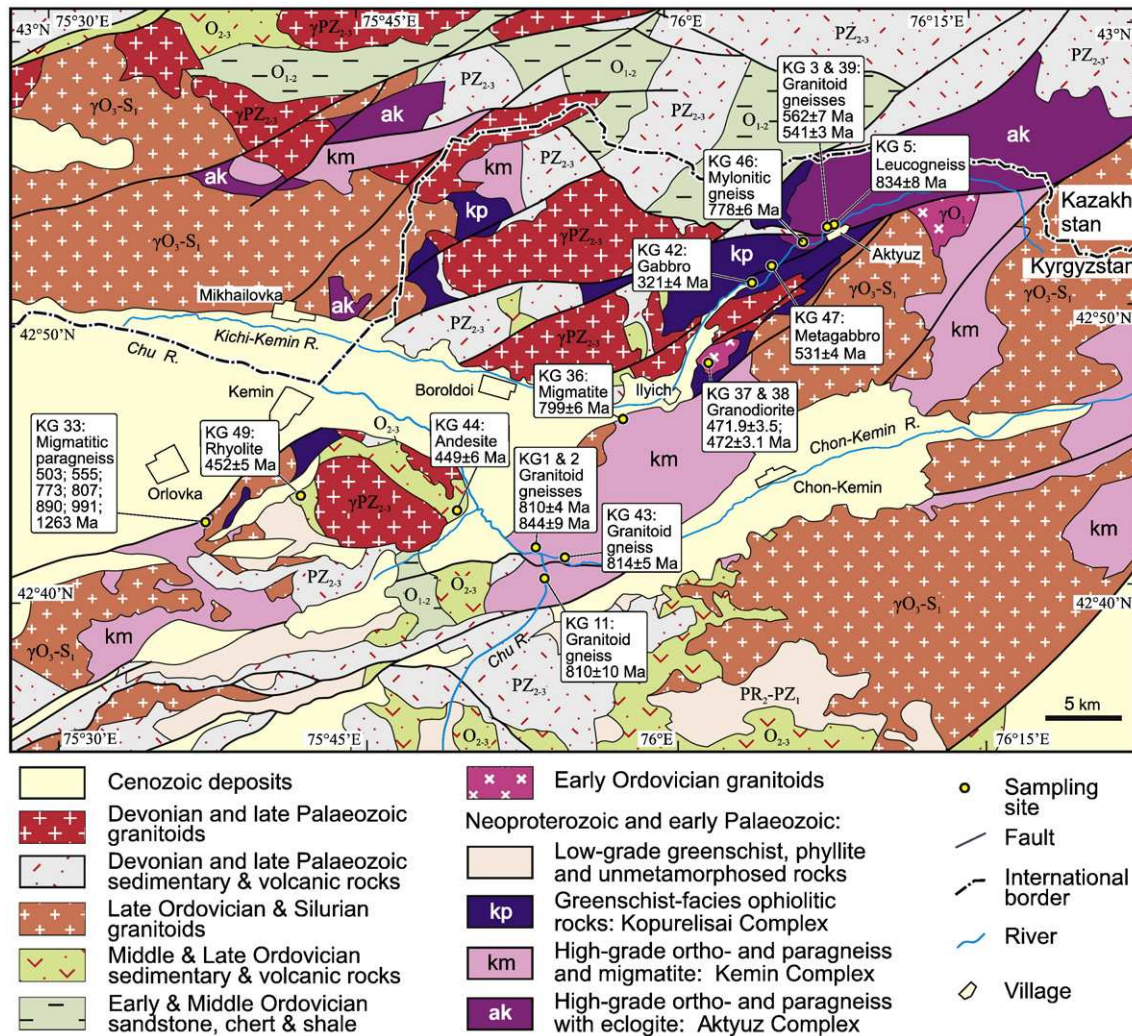 75°30'E
75°45'E
76°E
76°15'E
43°N
43°N
O₂₋₃
γPZ₂₋₃
PZ₂₋₃
PZ₂₋₃
O₁₋₂
PZ₂₋₃
γO₃-S₁
γPZ₂₋₃
PZ₂₋₃
O₁₋₂
KG 3 & 39:
Granitoid
gneisses
562±7 Ma
541±3 Ma
ak
km
km
PZ₂₋₃
ak
KG 5:
Leucogneiss
834±8 Ma
ak
KG 46:
Mylonitic
gneiss
778±6 Ma
kp
γO₁
Kazakh
stan
Kyrgyzstan
γO₃-S₁
γPZ₂₋₃
kp
Aktyuz
KG 42:
Gabbro
321±4 Ma
γO₃-S₁
γO₃-S₁
Mikhailovka
ak
PZ₂₋₃
km
42°50'N
42°50'N
Chu R.
Kichi-Kemin R.
γPZ₂₋₃
KG 47:
Metagabbro
531±4 Ma
Kemin
Boroldoi
Ilyich
KG 36:
Migmatite
799±6 Ma
KG 37 & 38
Granodiorite
471.9±3.5;
472±3.1 Ma
KG 33:
Migmatitic
paragneiss
503; 555;
773; 807;
890; 991;
1263 Ma
KG 49:
Rhyolite
452±5 Ma
O₂₋₃
KG 44:
Andesite
449±6 Ma
Chon-Kemin R.
Orlovka
γPZ₂₋₃
KG1 & 2
Granitoid
gneisses
810±4 Ma
844±9 Ma
km
Chon-Kemin
KG 43:
Granitoid
gneiss
814±5 Ma
km
PZ₂₋₃
O₁₋₂
O₂₋₃
42°40'N
42°40'N
km
γO₃-S₁
γO₃-S₁
Chu R.
KG 11:
Granitoid
gneiss
810±10 Ma
PZ₂₋₃
PR₂-PZ₁
5 km
O₂₋₃
O₂₋₃
75°30'E
75°45'E
76°E
76°15'E
Cenozoic deposits
Devonian and late Palaeozoic
granitoids
Devonian and late Palaeozoic
sedimentary & volcanic rocks
Late Ordovician & Silurian
granitoids
Middle & Late Ordovician
sedimentary & volcanic rocks
Early & Middle Ordovician
sandstone, chert & shale
Early Ordovician granitoids
Neoproterozoic and early Palaeozoic:
Low-grade greenschist, phyllite
and unmetamorphosed rocks
kp
Greenschist-facies ophiolitic
rocks: Kopurelisai Complex
km
High-grade ortho- and paragneiss
and migmatite: Kemin Complex
ak
High-grade ortho- and paragneiss
with eclogite: Aktyuz Complex
Sampling
site
Fault
International
border
River
Village